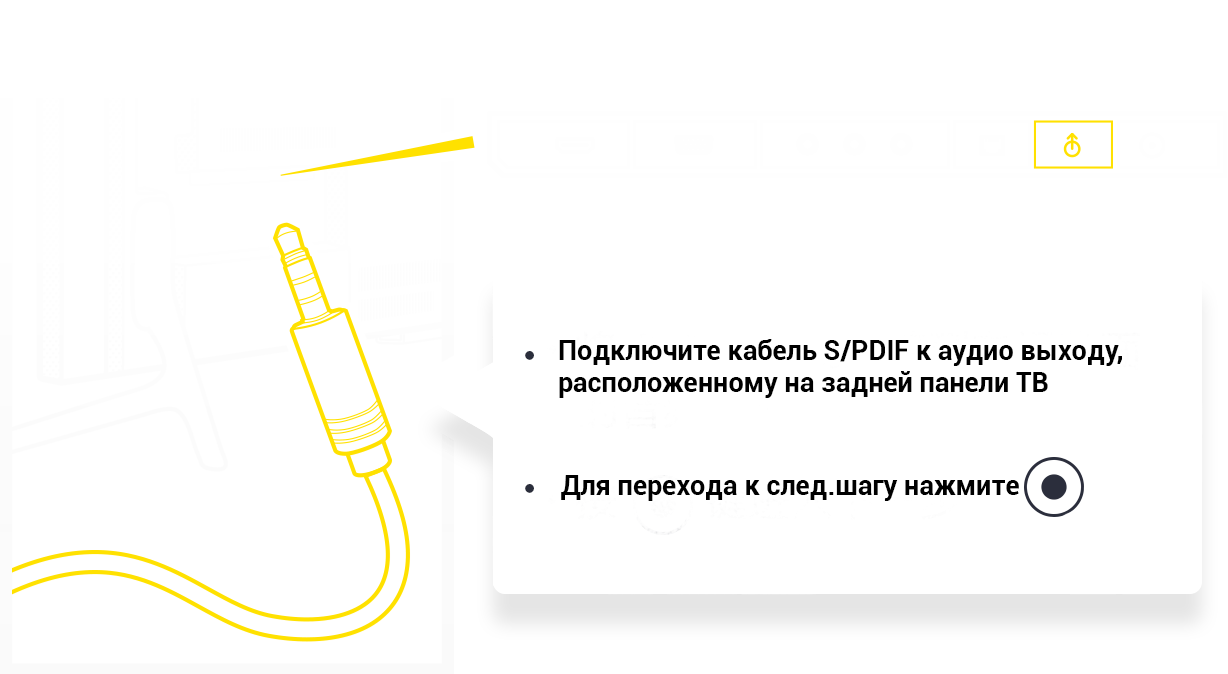 Подключите кабель S/PDIF к аудио выходу,
расположенному на задней панели ТВ
Для перехода к след.шагу нажмите